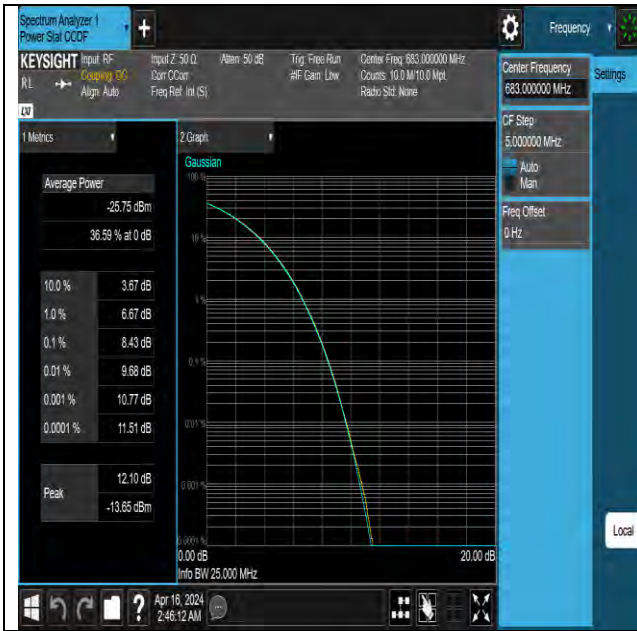 Spectrum Analyzer 1
Power Stat CCDF
Frequency
KEYSIGHT
RL
Input: RF
Coupling: DC
Align: Auto
Input Z: 50 Ω
Corr CCorr
Freq Ref: Int (S)
Atten: 50 dB
Trig: Free Run
#IF Gain: Low
Center Freq: 683.000000 MHz
Counts: 10.0 M/10.0 Mpt
Radio Std: None
Center Frequency
683.000000 MHz
Settings
CF Step
5.000000 MHz
Auto
Man
Freq Offset
0 Hz
1 Metrics
2 Graph
Average Power
-25.75 dBm
36.59 % at 0 dB
10.0 % 3.67 dB
1.0 % 6.67 dB
0.1 % 8.43 dB
0.01 % 9.68 dB
0.001 % 10.77 dB
0.0001 % 11.51 dB
Peak
12.10 dB
-13.65 dBm
Gaussian
100 %
10 %
1 %
0.1 %
0.01 %
0.001 %
0.0001 %
0.00 dB
20.00 dB
Info BW 25.000 MHz
Local
?
Apr 16, 2024
2:46:12 AM